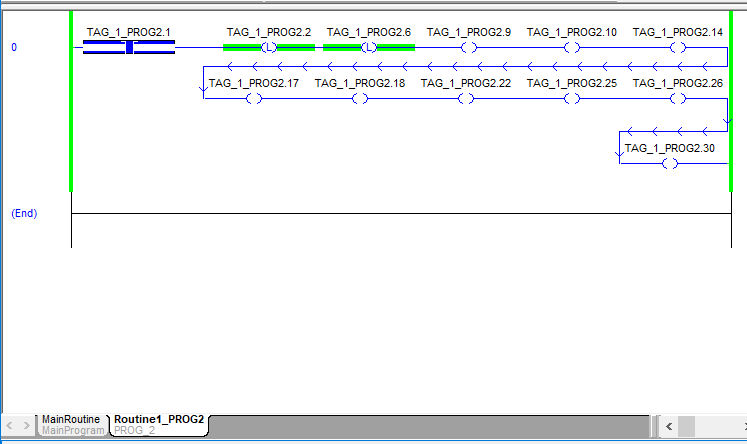 TAG_1_PROG2.1 TAG_1_PROG2.2 TAG_1_PROG2.6 TAG_1_PROG2.9 TAG_1_PROG2.10 TAG_1_PROG2.14
0 L L
TAG_1_PROG2.17 TAG_1_PROG2.18 TAG_1_PROG2.22 TAG_1_PROG2.25 TAG_1_PROG2.26
TAG_1_PROG2.30
(End)
MainRoutine Routine1_PROG2
MainProgram PROG_2